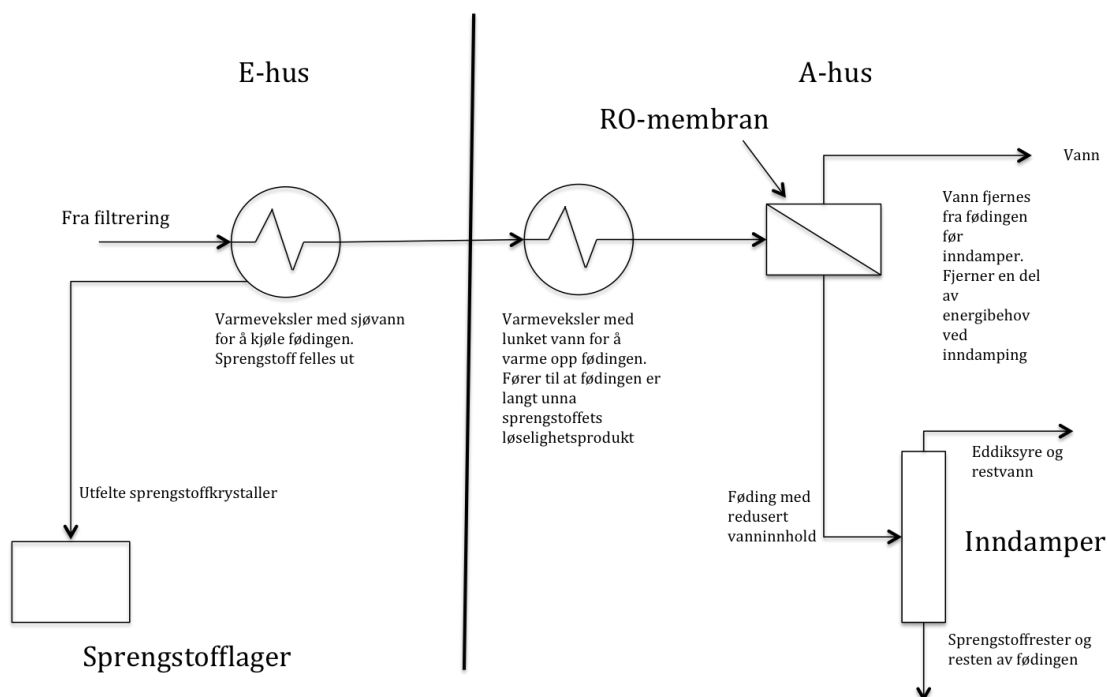 E-hus
A-hus
RO-membran
Vann
Fra filtrering
Vann fjernes
fra fødingen
før
inndamper.
Fjerner en del
av
energibehov
ved
inndamping
Varmeveksler med sjøvann
for å kjøle fødingen.
Sprengstoff felles ut
Varmeveksler med
lunket vann for å
varme opp fødingen.
Fører til at fødingen er
langt unna
sprengstoffets
løselighetsprodukt
Eddiksyre og
restvann
Utfelte sprengstoffkrystaller
Føding med
redusert
vanninnhold
Inndamper
Sprengstofflager
Sprengstoffrester og
resten av fødingen